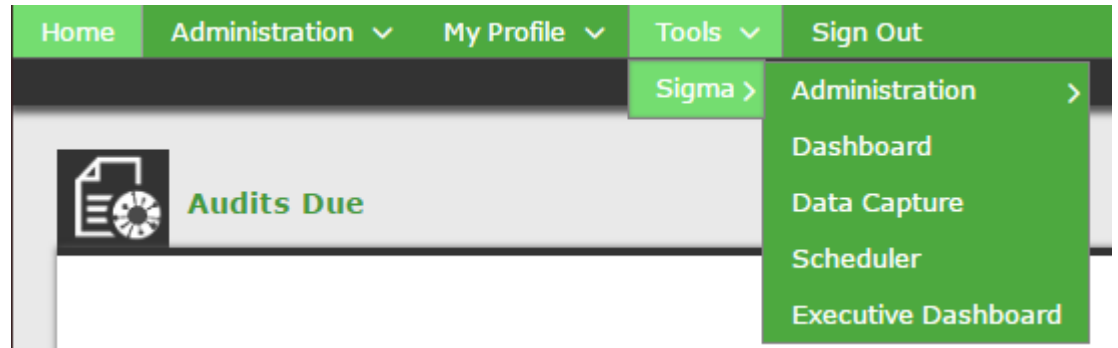 Home Administration My Profile Tools Sign Out
Sigma Administration
Dashboard
Audits Due Data Capture
Scheduler
Executive Dashboard